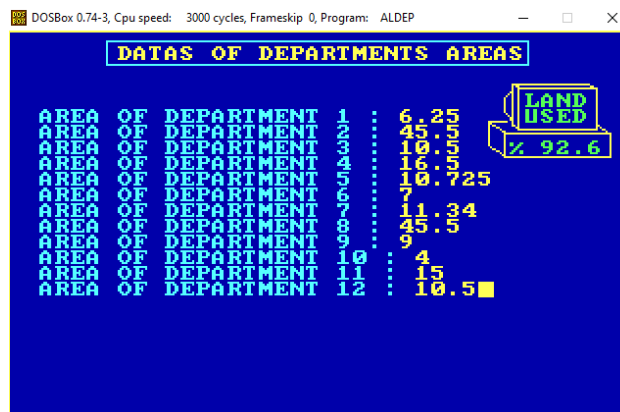 DOSBox 0.74-3, Cpu speed: 3000 cycles, Frameskip 0, Program: ALDEP
DATAS OF DEPARTMENTS AREAS
LAND
USED
% 92.6
AREA OF DEPARTMENT 1 : 6.25
AREA OF DEPARTMENT 2 : 45.5
AREA OF DEPARTMENT 3 : 10.5
AREA OF DEPARTMENT 4 : 16.5
AREA OF DEPARTMENT 5 : 10.725
AREA OF DEPARTMENT 6 : 7
AREA OF DEPARTMENT 7 : 11.34
AREA OF DEPARTMENT 8 : 45.5
AREA OF DEPARTMENT 9 : 9
AREA OF DEPARTMENT 10 : 4
AREA OF DEPARTMENT 11 : 15
AREA OF DEPARTMENT 12 : 10.5